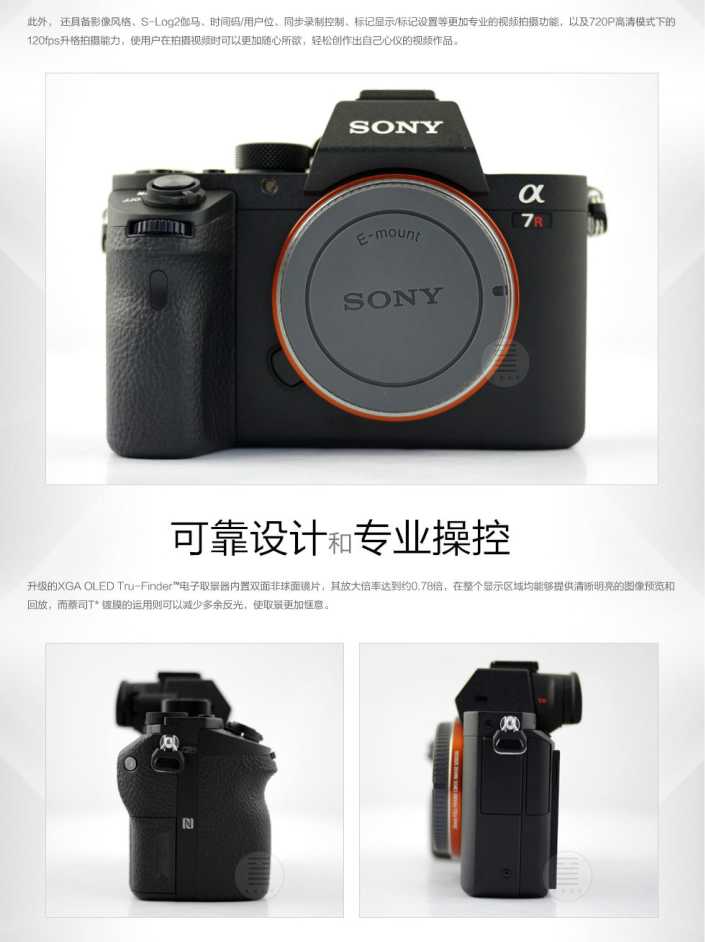 此外， 还具备影像风格、S-Log2伽马、时间码/用户位、同步录制控制、标记显示/标记设置等更加专业的视频拍摄功能，以及720P高清模式下的
120fps升格拍摄能力，使用户在拍摄视频时可以更加随心所欲，轻松创作出自己心仪的视频作品。
SONY
OFF
α
7R
E-mount
SONY
可靠设计和专业操控
升级的XGA OLED Tru-Finder™电子取景器内置双面非球面镜片，其放大倍率达到约0.78倍，在整个显示区域均能够提供清晰明亮的图像预览和
回放，而蔡司T* 镀膜的运用则可以减少多余反光，使取景更加惬意。